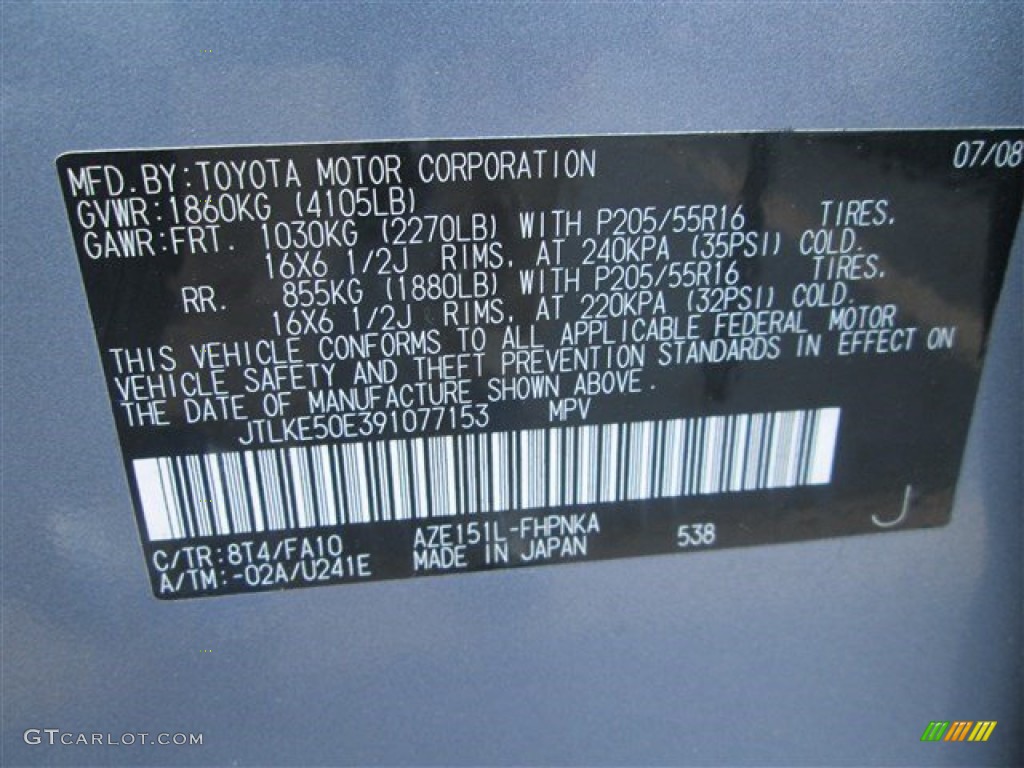 MFD.BY:TOYOTA MOTOR CORPORATION 07/08
GVWR:1860KG (4105LB)
GAWR:FRT. 1030KG (2270LB) WITH P205/55R16 TIRES.
16X6 1/2J RIMS, AT 240KPA (35PSI) COLD.
RR. 855KG (1880LB) WITH P205/55R16 TIRES.
16X6 1/2J RIMS, AT 220KPA (32PSI) COLD.
THIS VEHICLE CONFORMS TO ALL APPLICABLE FEDERAL MOTOR
VEHICLE SAFETY AND THEFT PREVENTION STANDARDS IN EFFECT ON
THE DATE OF MANUFACTURE SHOWN ABOVE.
JTLKE50E391077153 MPV
C/TR:8T4/FA10 AZE151L-FHPNKA 538 J
A/TM:-02A/U241E MADE IN JAPAN
GTCARLOT.COM